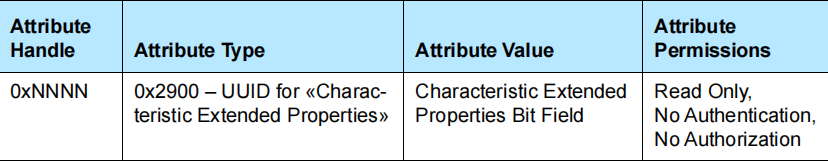 Attribute Handle
Attribute Type
Attribute Value
Attribute Permissions
0xNNNN
0x2900 – UUID for «Charac-
teristic Extended Properties»
Characteristic Extended
Properties Bit Field
Read Only,
No Authentication,
No Authorization